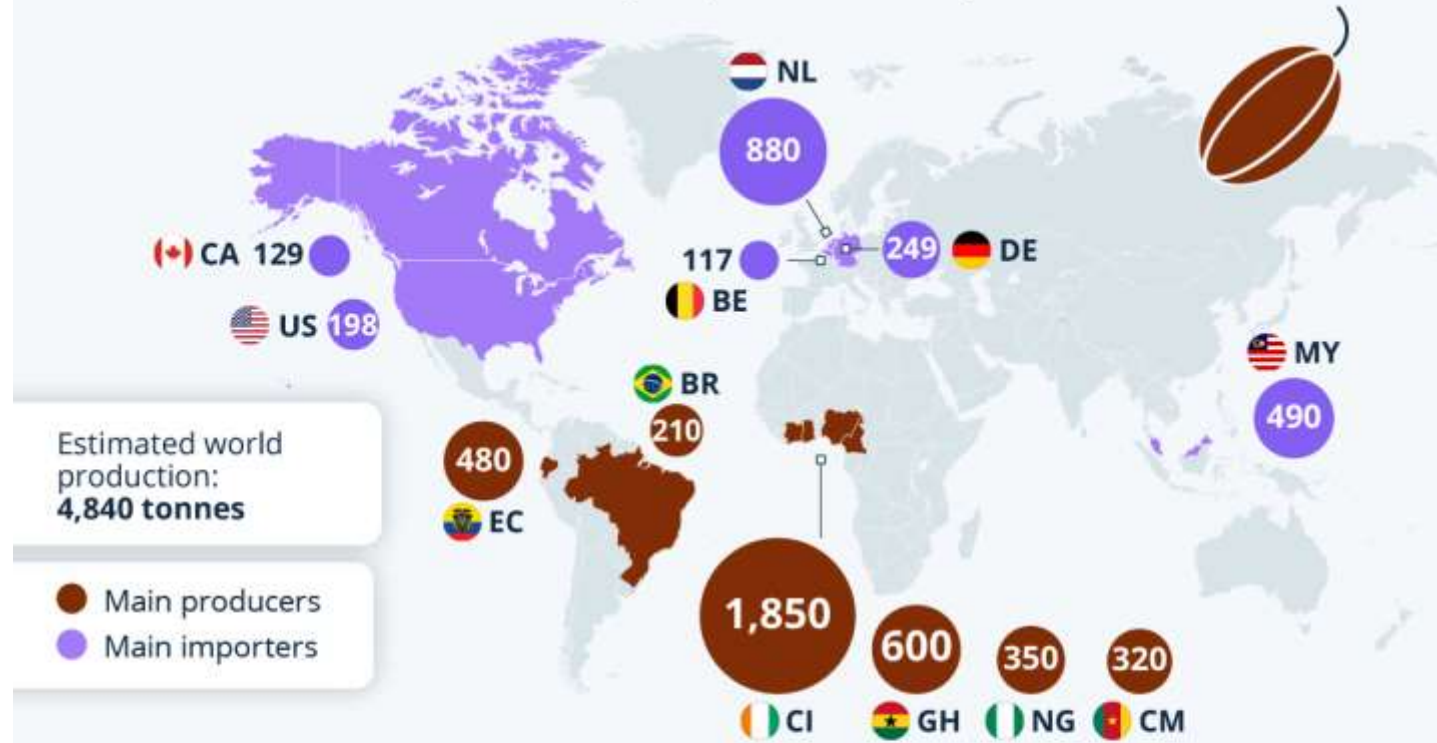 NL
880
CA 129
117
249 DE
BE
US 198
MY
490
BR
210
480
EC
Estimated world
production:
4,840 tonnes
Main producers
Main importers
1,850
600
350
320
CI
GH
NG
CM